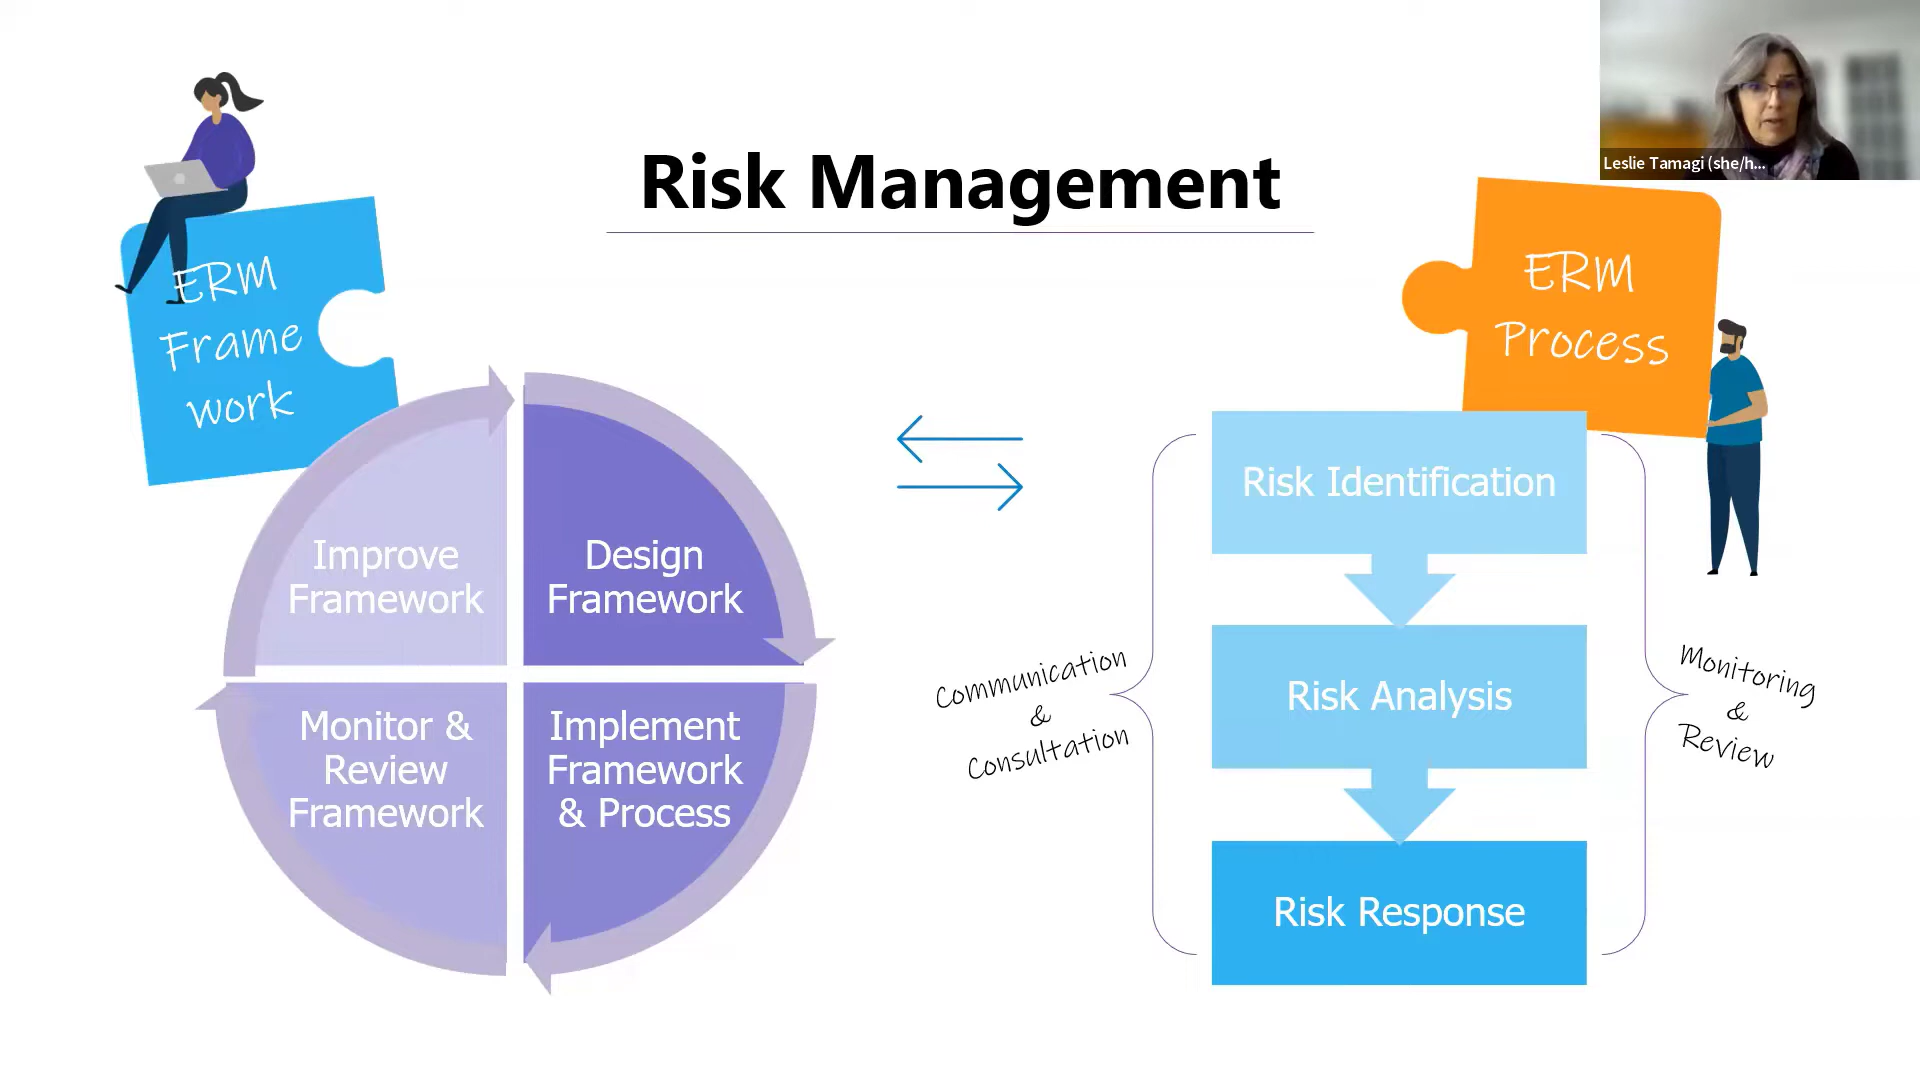 Risk Management
Leslie Tamagi (she/h...
ERM
Frame
work
ERM
Process
Improve
Framework
Design
Framework
Monitor &
Review
Framework
Implement
Framework
& Process
Communication
&
Consultation
Risk Identification
Risk Analysis
Risk Response
Monitoring
&
Review